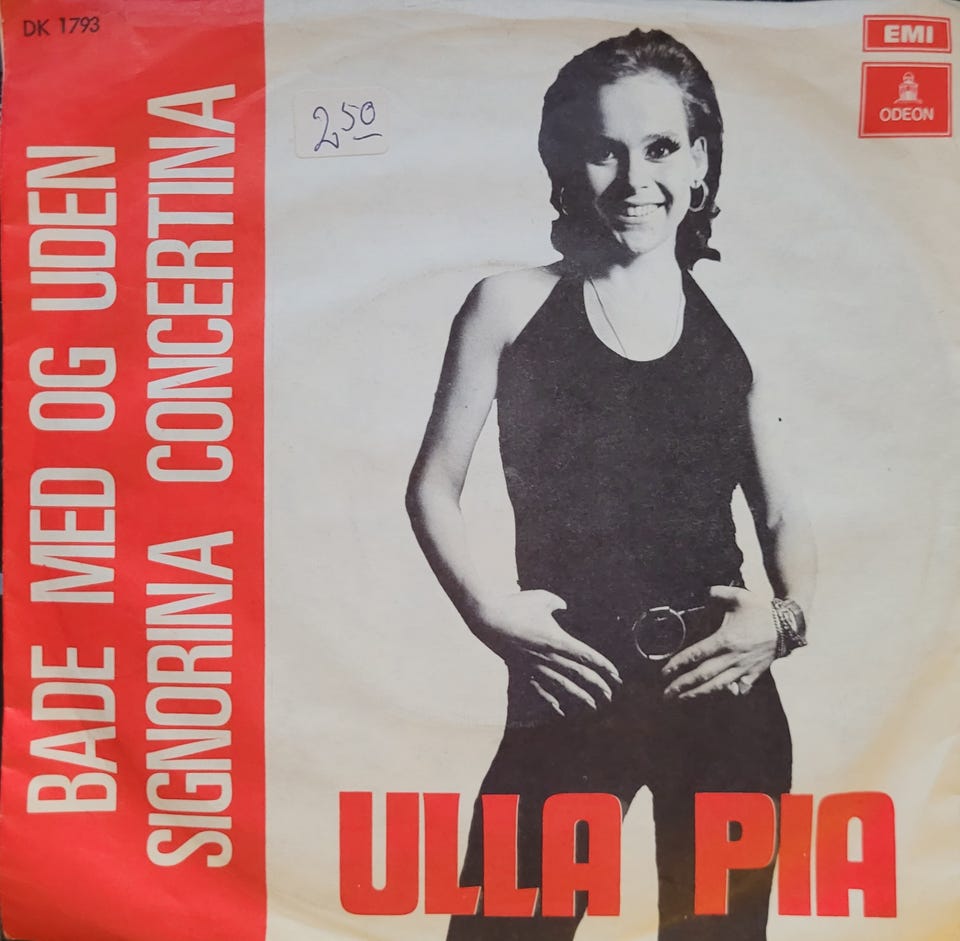 DK 1793
BADE MED OG UDEN
SIGNORINA CONCERTINA
2 50
EMI
ODEON
ULLA PIA